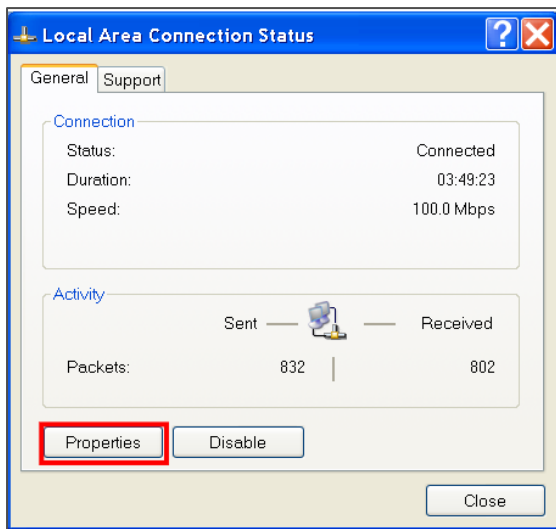 Local Area Connection Status
General Support
Connection
Status: Connected
Duration: 03:49:23
Speed: 100.0 Mbps
Activity
Sent Received
Packets: 832 802
Properties Disable
Close